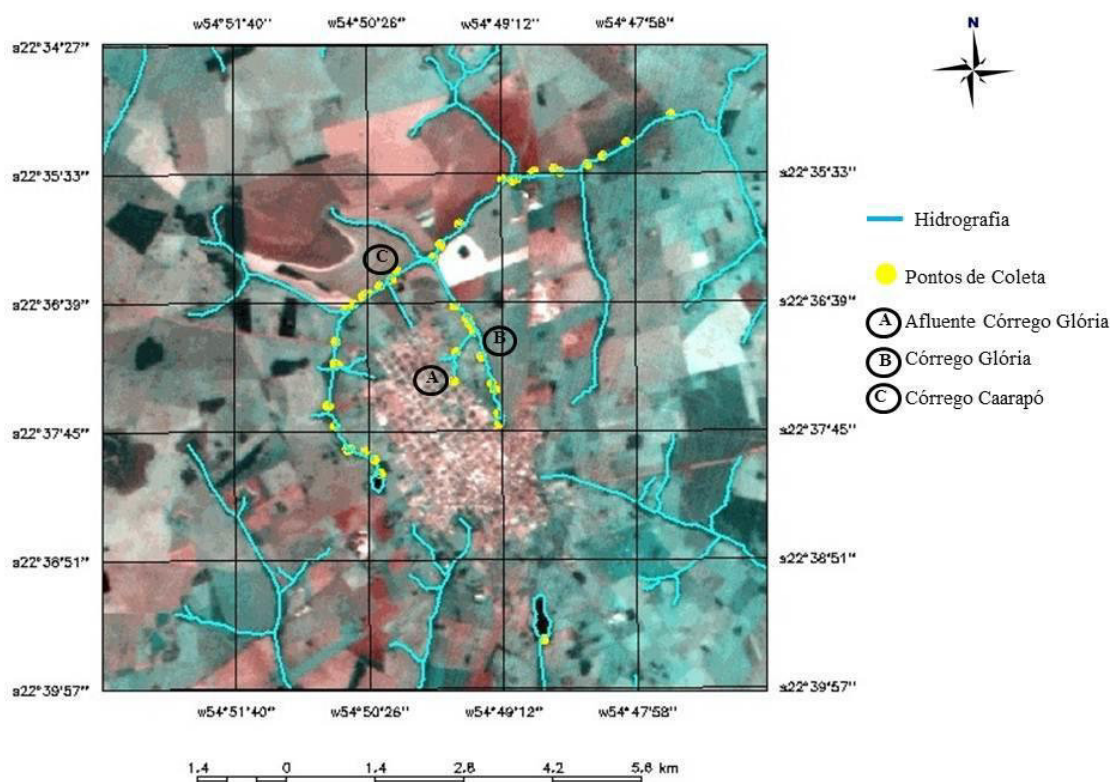 w54°51'40" w54°50'26" w54°49'12" w54°47'58"
N
s22°34'27"
s22°35'33" s22°35'33"
Hidrografia
Pontos de Coleta
C
s22°36'39" s22°36'39"
A Afluente Córrego Glória
B
B Córrego Glória
A
C Córrego Caarapó
s22°37'45" s22°37'45"
s22°38'51" s22°38'51"
s22°39'57" s22°39'57"
w54°51'40" w54°50'26" w54°49'12" w54°47'58"
1.4 0 1.4 2.8 4.2 5.6 km